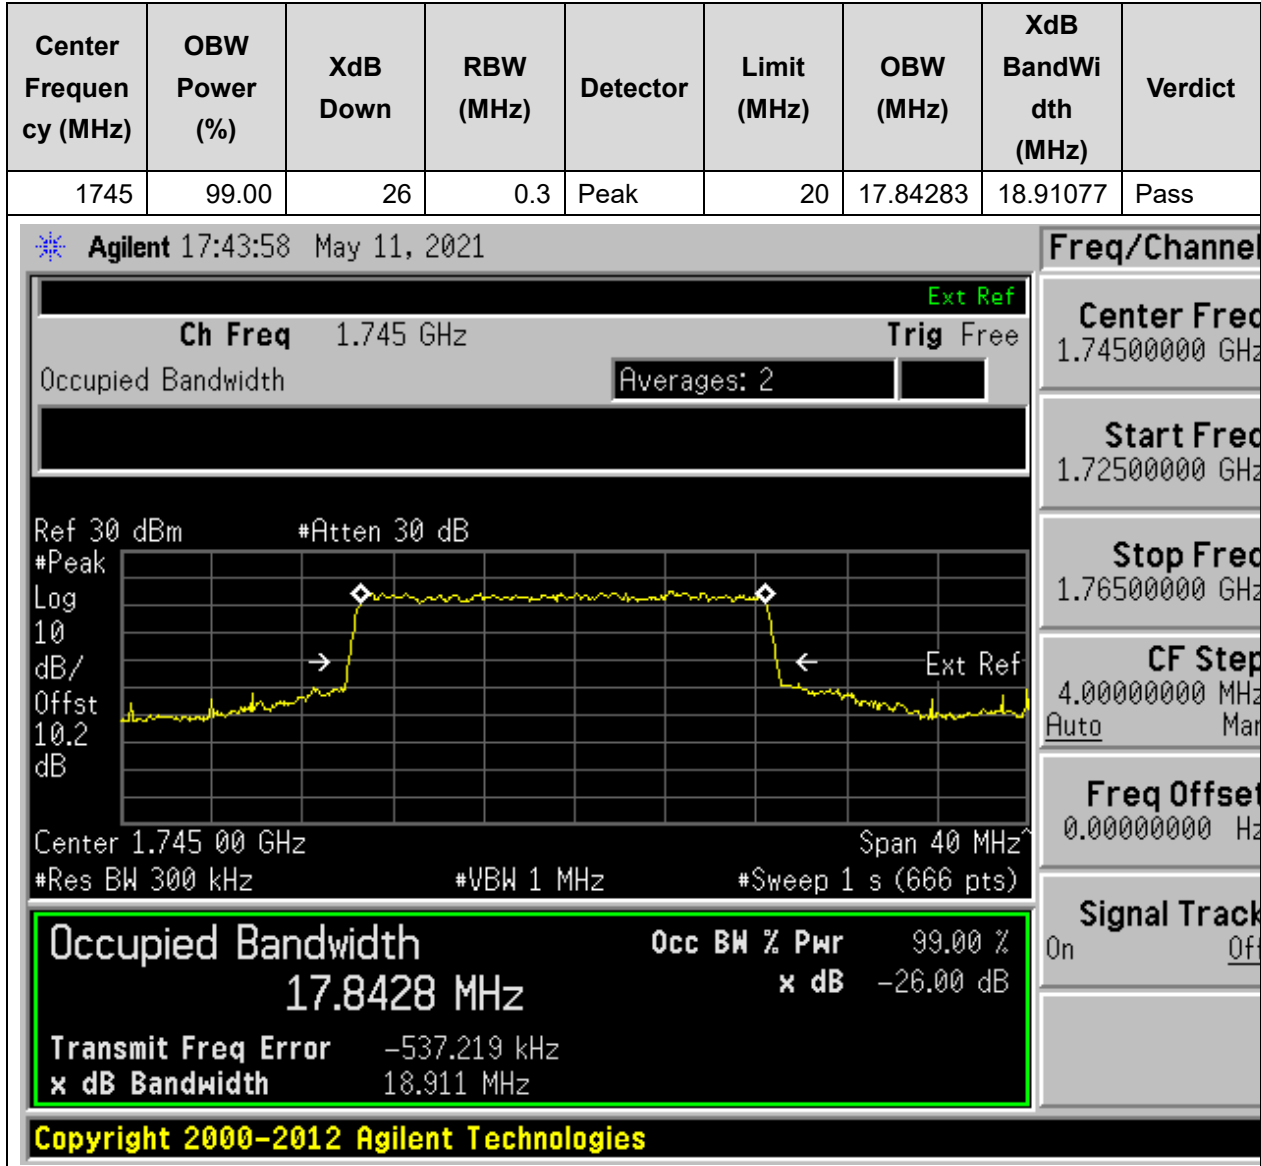 Center Frequen cy (MHz) OBW Power (%) XdB Down RBW (MHz) Detector Limit (MHz) OBW (MHz) XdB BandWi dth (MHz) Verdict
1745 99.00 26 0.3 Peak 20 17.84283 18.91077 Pass
Agilent 17:43:58 May 11, 2021 Freq/Channel
Ext Ref
Ch Freq 1.745 GHz Trig Free
Occupied Bandwidth Averages: 2
Center Freq
1.74500000 GHz
Start Freq
1.72500000 GHz
Stop Freq
1.76500000 GHz
CF Step
4.00000000 MHz
Auto Man
Freq Offset
0.00000000 Hz
Signal Track
On Off
Ref 30 dBm #Atten 30 dB
#Peak
Log
10
dB/
Offst
10.2
dB
Ext Ref
Center 1.745 00 GHz Span 40 MHz^
#Res BW 300 kHz #VBW 1 MHz #Sweep 1 s (666 pts)
Occupied Bandwidth Occ BW % Pwr 99.00 %
17.8428 MHz x dB -26.00 dB
Transmit Freq Error -537.219 kHz
x dB Bandwidth 18.911 MHz
Copyright 2000-2012 Agilent Technologies